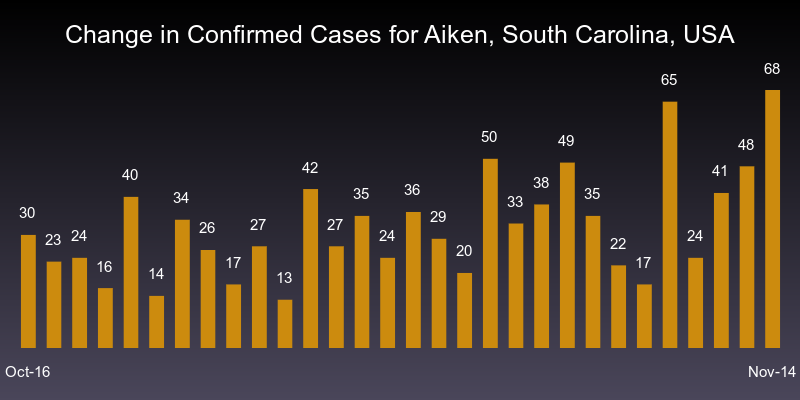 Change in Confirmed Cases for Aiken, South Carolina, USA
30 23 24 16 40 14 34 26 17 27 13 42 27 35 24 36 29 20 50 33 38 49 35 22 17 65 24 41 48 68
Oct-16 Nov-14